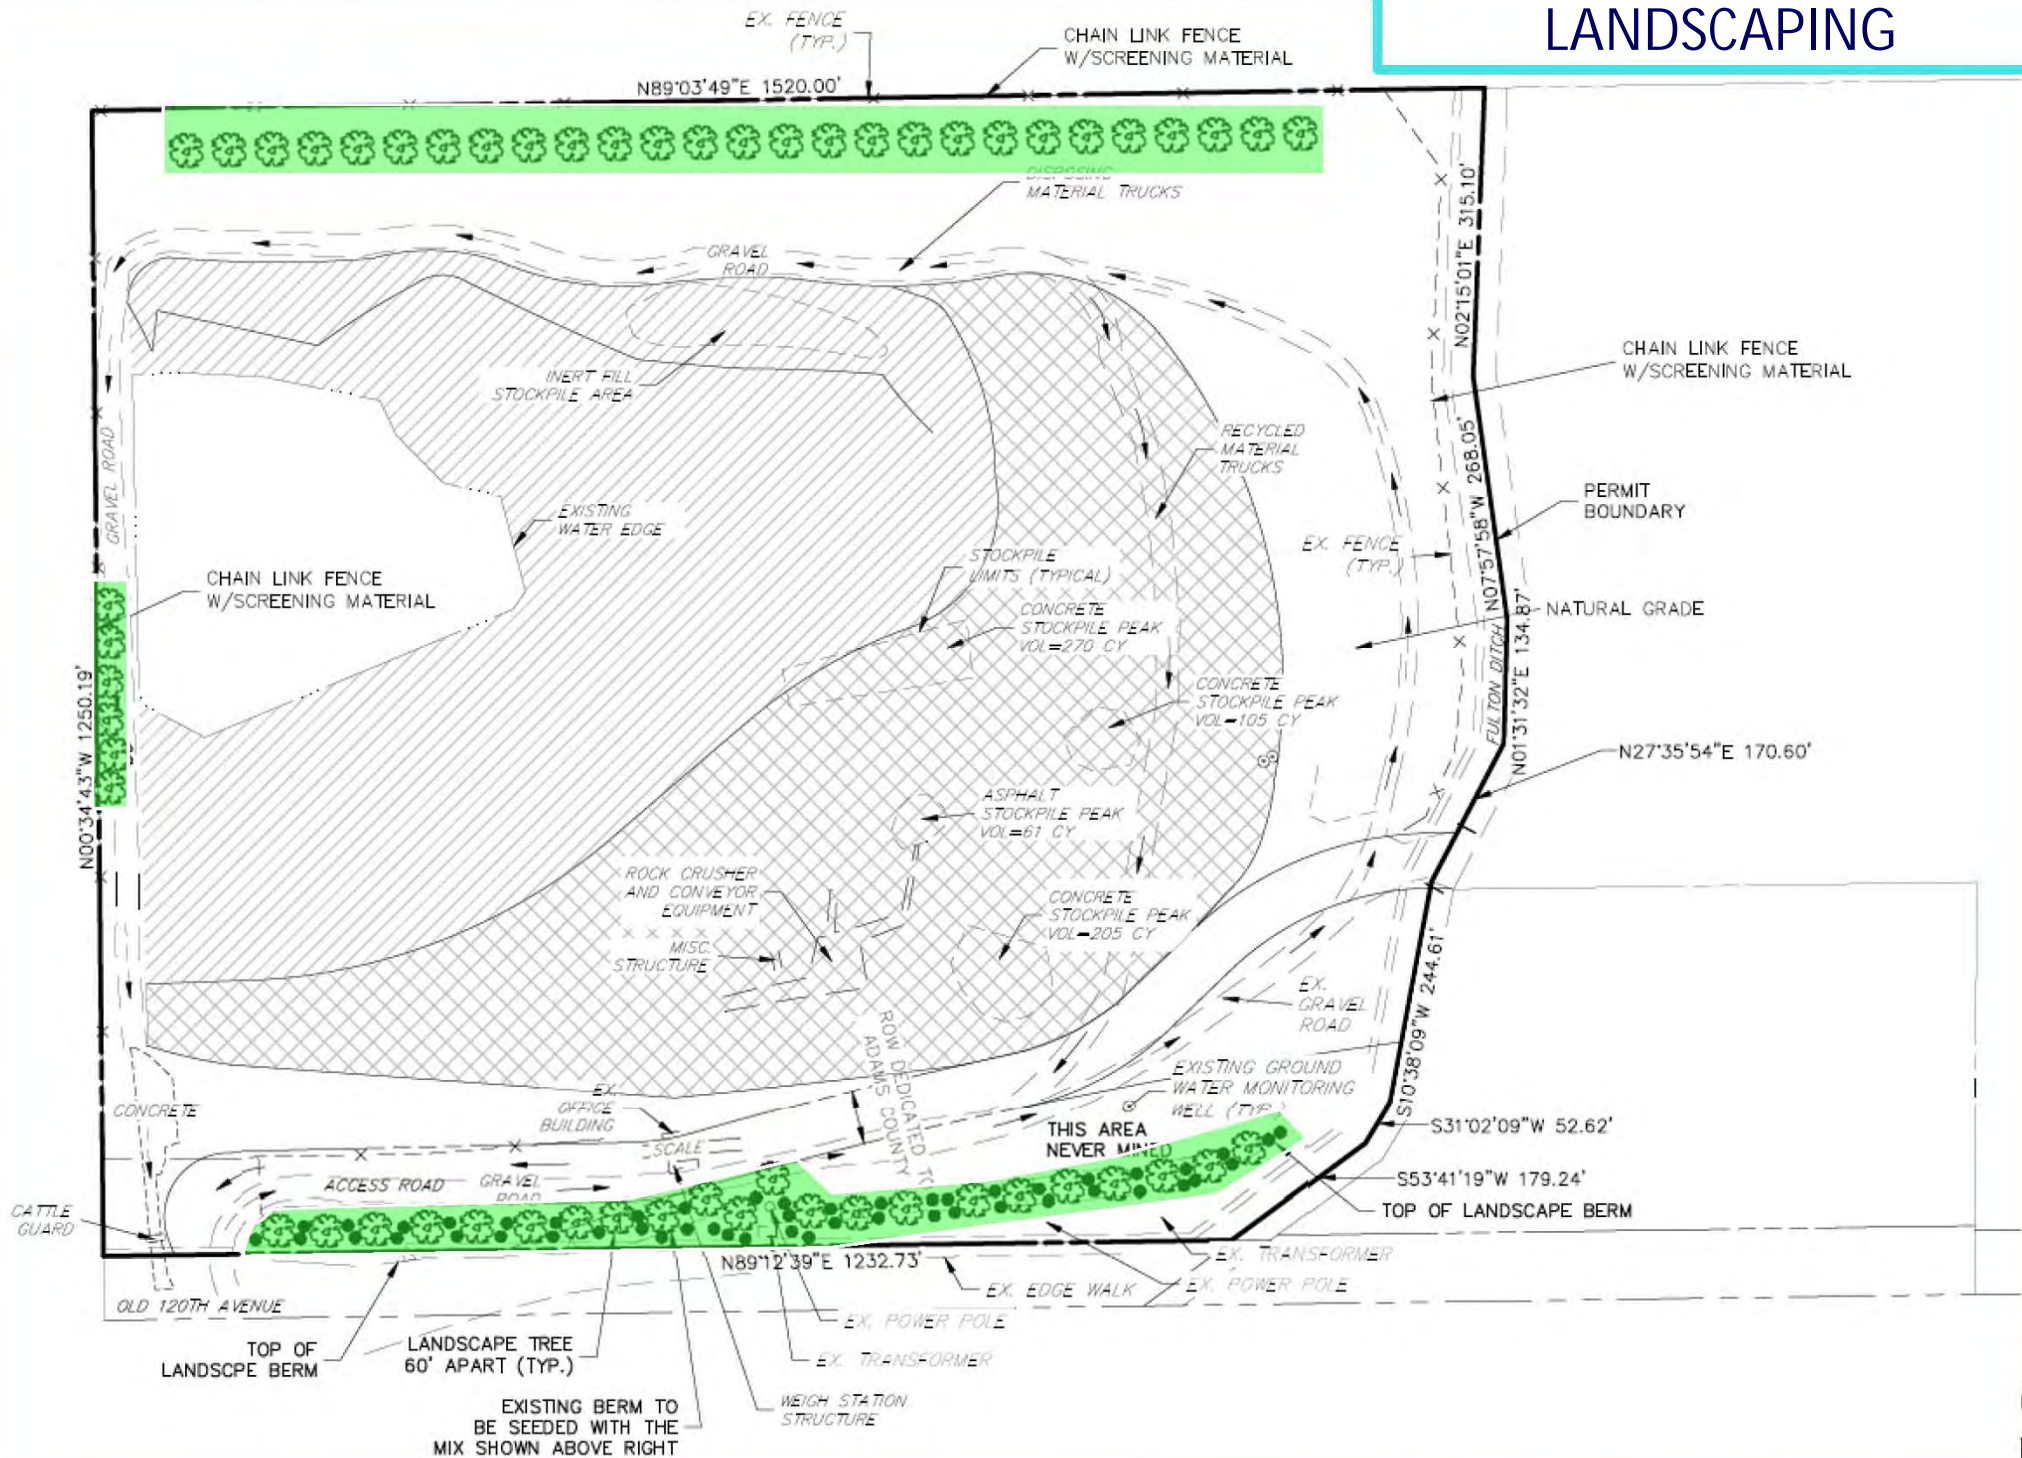 LANDSCAPING
EX. FENCE
(TYP.)
CHAIN LINK FENCE
W/SCREENING MATERIAL
N89°03'49"E 1520.00'
DISPOSING
MATERIAL TRUCKS
GRAVEL
ROAD
N02°15'01"E 315.10'
CHAIN LINK FENCE
W/SCREENING MATERIAL
INERT FILL
STOCKPILE AREA
GRAVEL ROAD
RECYCLED
MATERIAL
TRUCKS
N07°57'58"W 268.05'
PERMIT
BOUNDARY
EXISTING
WATER EDGE
EX. FENCE
(TYP.)
STOCKPILE
LIMITS (TYPICAL)
CHAIN LINK FENCE
W/SCREENING MATERIAL
CONCRETE
STOCKPILE PEAK
VOL=270 CY
NATURAL GRADE
FULTON DITCH
N01°31'32"E 134.87'
N00°34'43"W 1250.19'
CONCRETE
STOCKPILE PEAK
VOL=105 CY
N27°35'54"E 170.60'
ASPHALT
STOCKPILE PEAK
VOL=61 CY
ROCK CRUSHER
AND CONVEYOR
EQUIPMENT
CONCRETE
STOCKPILE PEAK
VOL=205 CY
MISC.
STRUCTURE
EX.
GRAVEL
ROAD
S10°38'09"W 244.61'
ROW DEDICATED TO
ADAMS COUNTY
EXISTING GROUND
WATER MONITORING
WELL (TYP.)
EX.
OFFICE
BUILDING
CONCRETE
THIS AREA
NEVER MINED
S31°02'09"W 52.62'
SCALE
ACCESS ROAD
GRAVEL
ROAD
S53°41'19"W 179.24'
TOP OF LANDSCAPE BERM
CATTLE
GUARD
N89°12'39"E 1232.73'
EX. TRANSFORMER
EX. POWER POLE
EX. EDGE WALK
OLD 120TH AVENUE
EX. POWER POLE
TOP OF
LANDSCPE BERM
LANDSCAPE TREE
60' APART (TYP.)
EX. TRANSFORMER
WEIGH STATION
STRUCTURE
EXISTING BERM TO
BE SEEDED WITH THE
MIX SHOWN ABOVE RIGHT